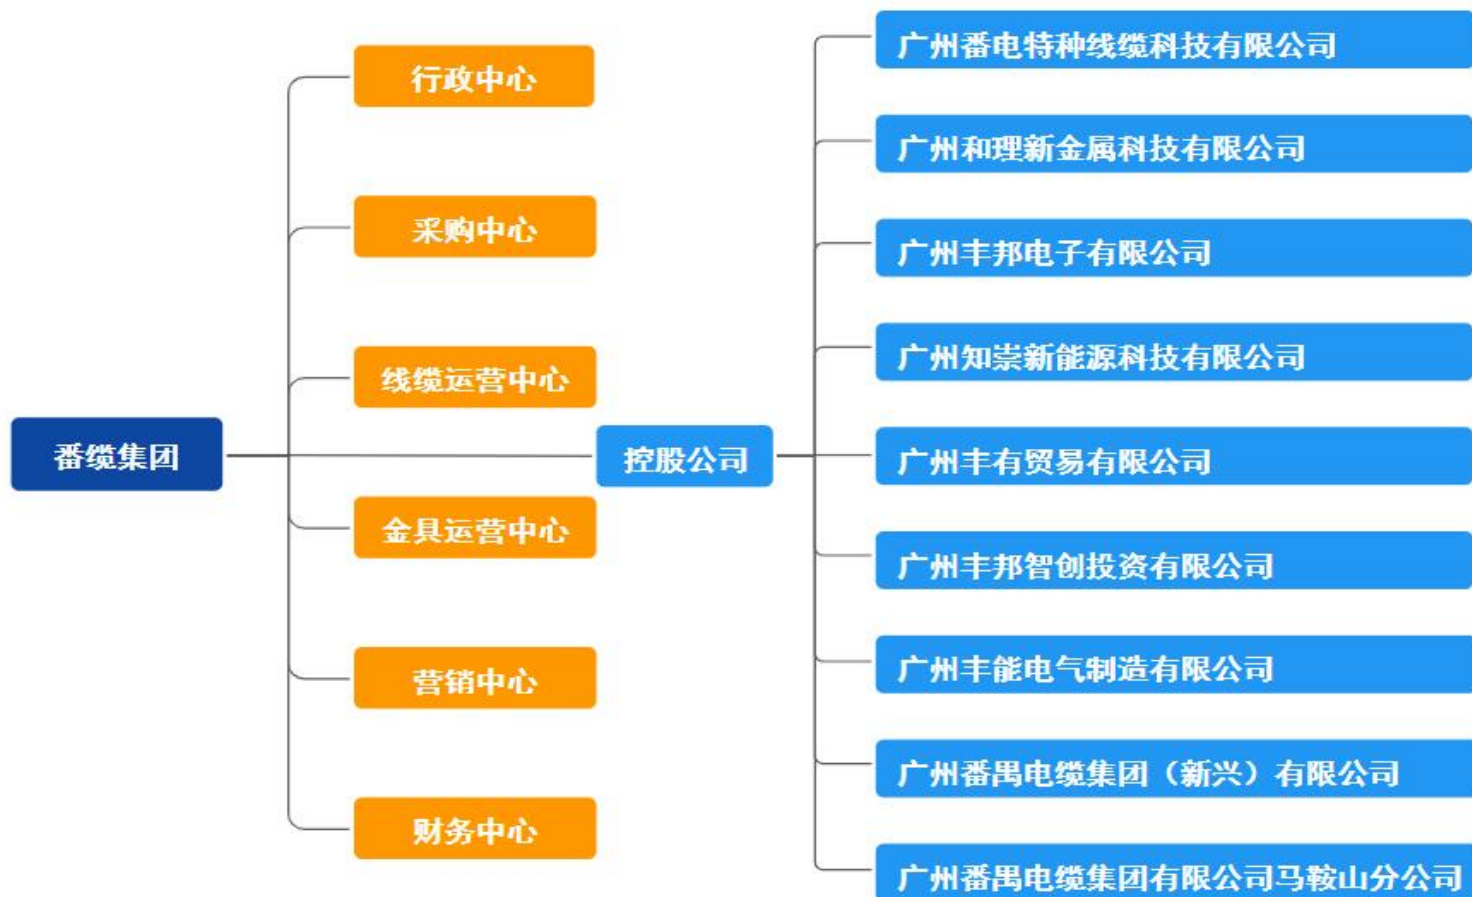 番缆集团
行政中心
采购中心
线缆运营中心
金具运营中心
营销中心
财务中心
控股公司
广州番电特种线缆科技有限公司
广州和理新金属科技有限公司
广州丰邦电子有限公司
广州知崇新能源科技有限公司
广州丰有贸易有限公司
广州丰邦智创投资有限公司
广州丰能电气制造有限公司
广州番禺电缆集团（新兴）有限公司
广州番禺电缆集团有限公司马鞍山分公司